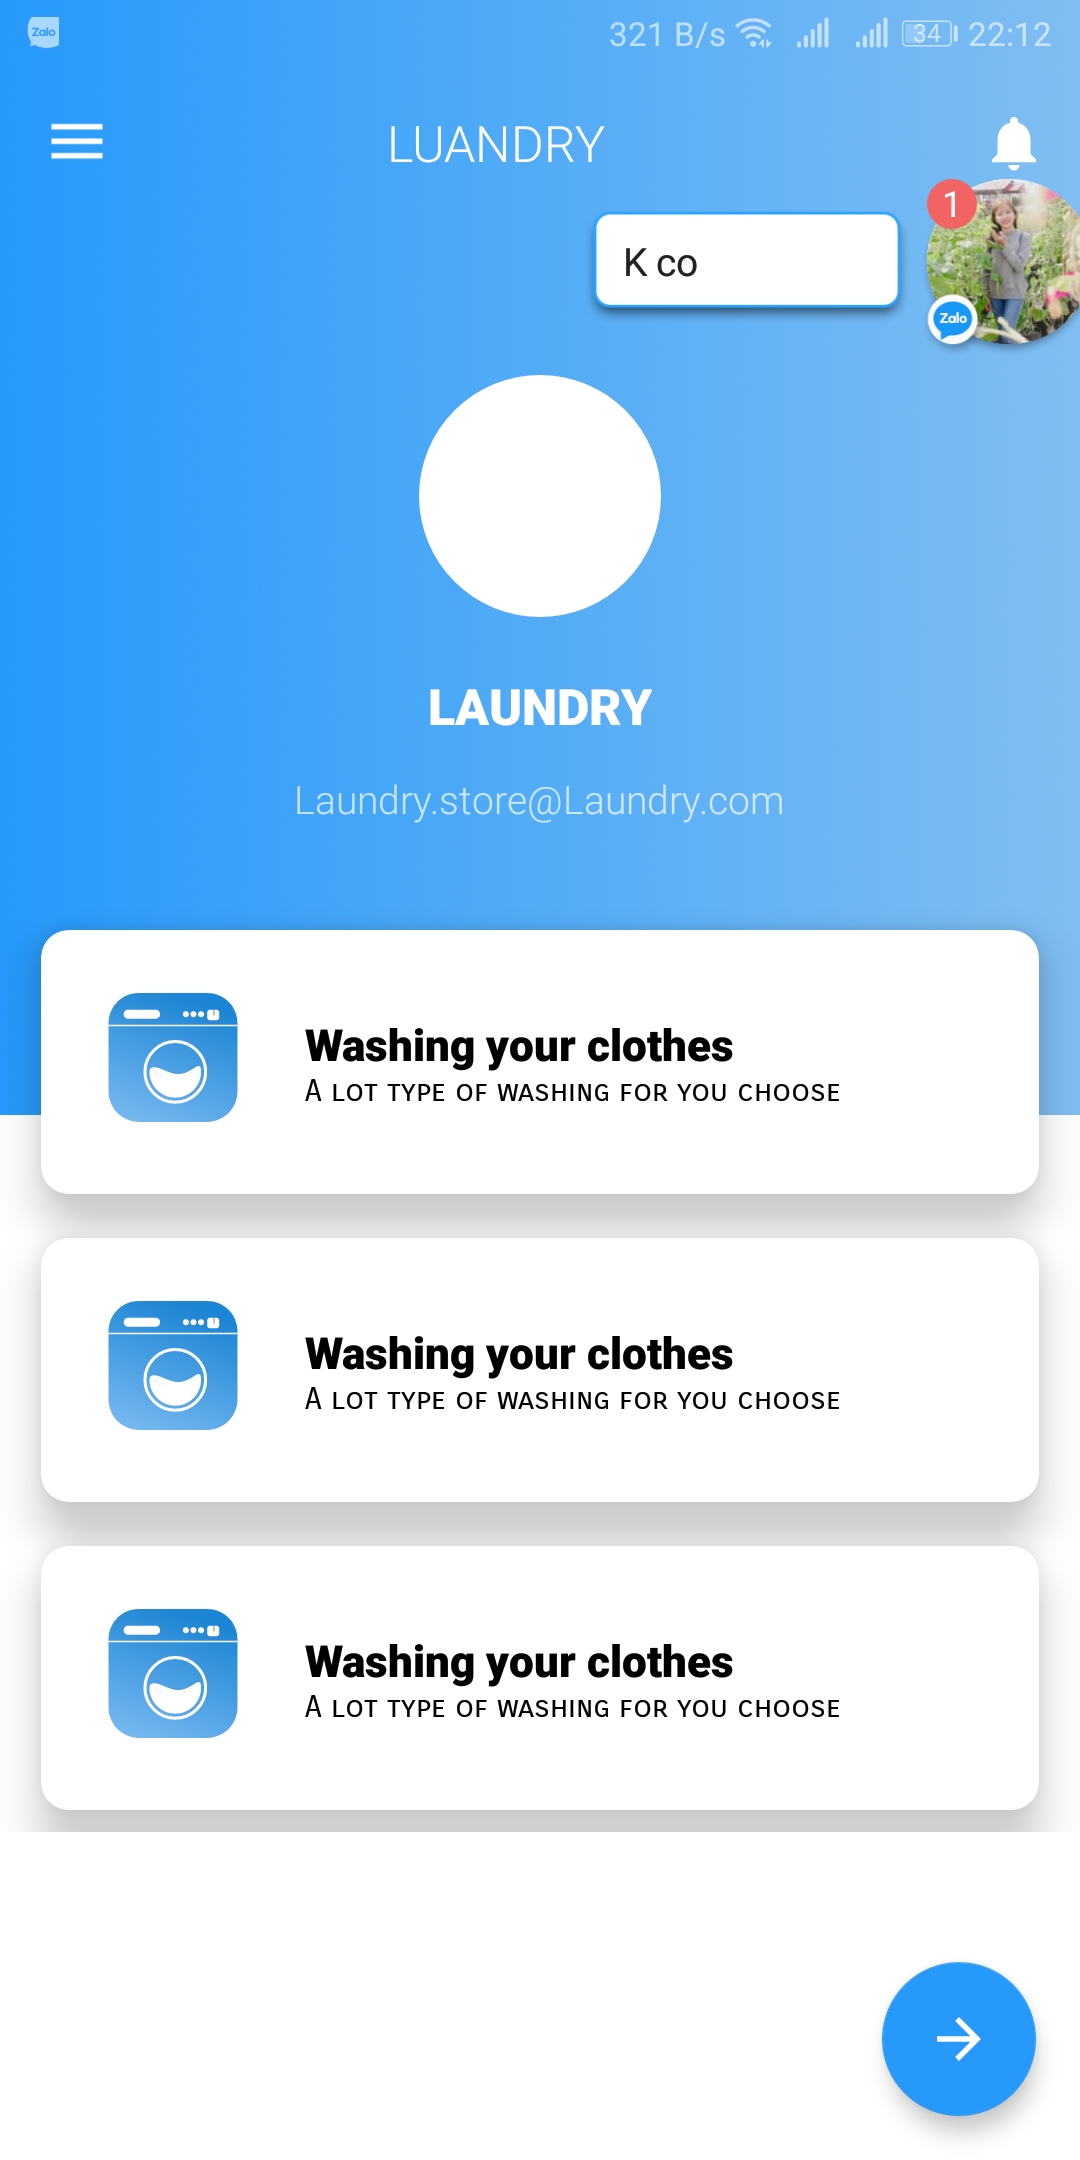 Zalo 321 B/s 34 22:12
LUANDRY
1
K co
Zalo
LAUNDRY
Laundry.store@Laundry.com
Washing your clothes
A LOT TYPE OF WASHING FOR YOU CHOOSE
Washing your clothes
A LOT TYPE OF WASHING FOR YOU CHOOSE
Washing your clothes
A LOT TYPE OF WASHING FOR YOU CHOOSE